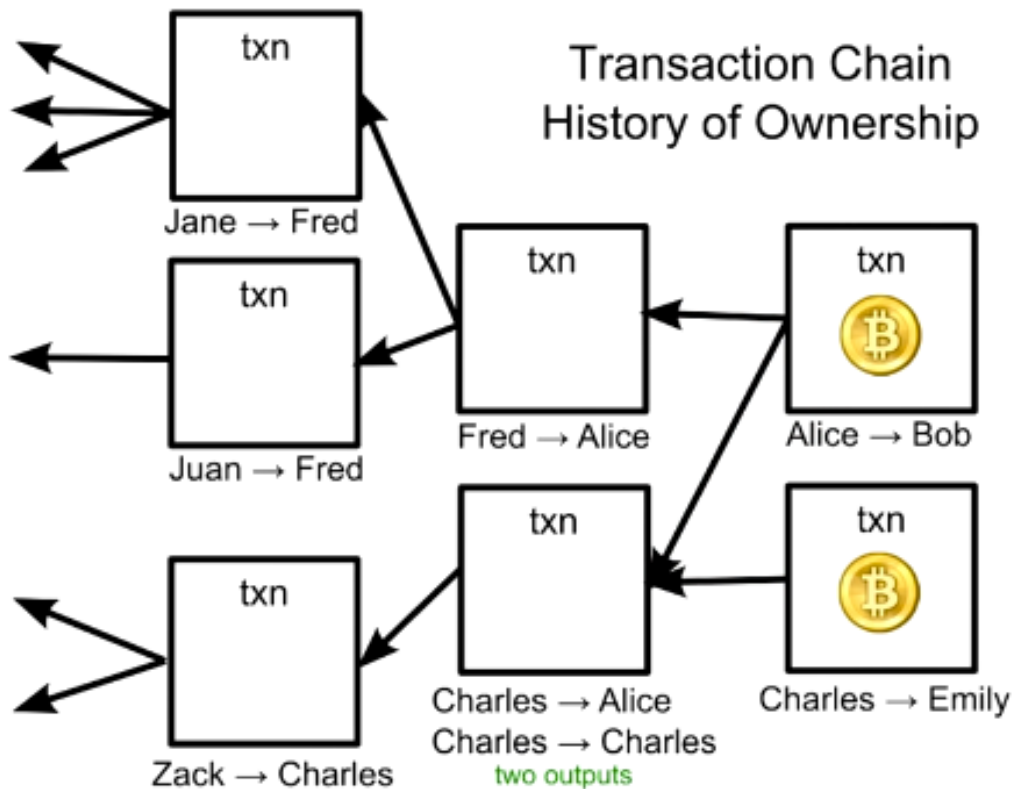 Transaction Chain
History of Ownership
txn
Jane → Fred
txn
Juan → Fred
txn
Fred → Alice
txn
Alice → Bob
txn
Zack → Charles
txn
Charles → Alice
Charles → Charles
two outputs
txn
Charles → Emily